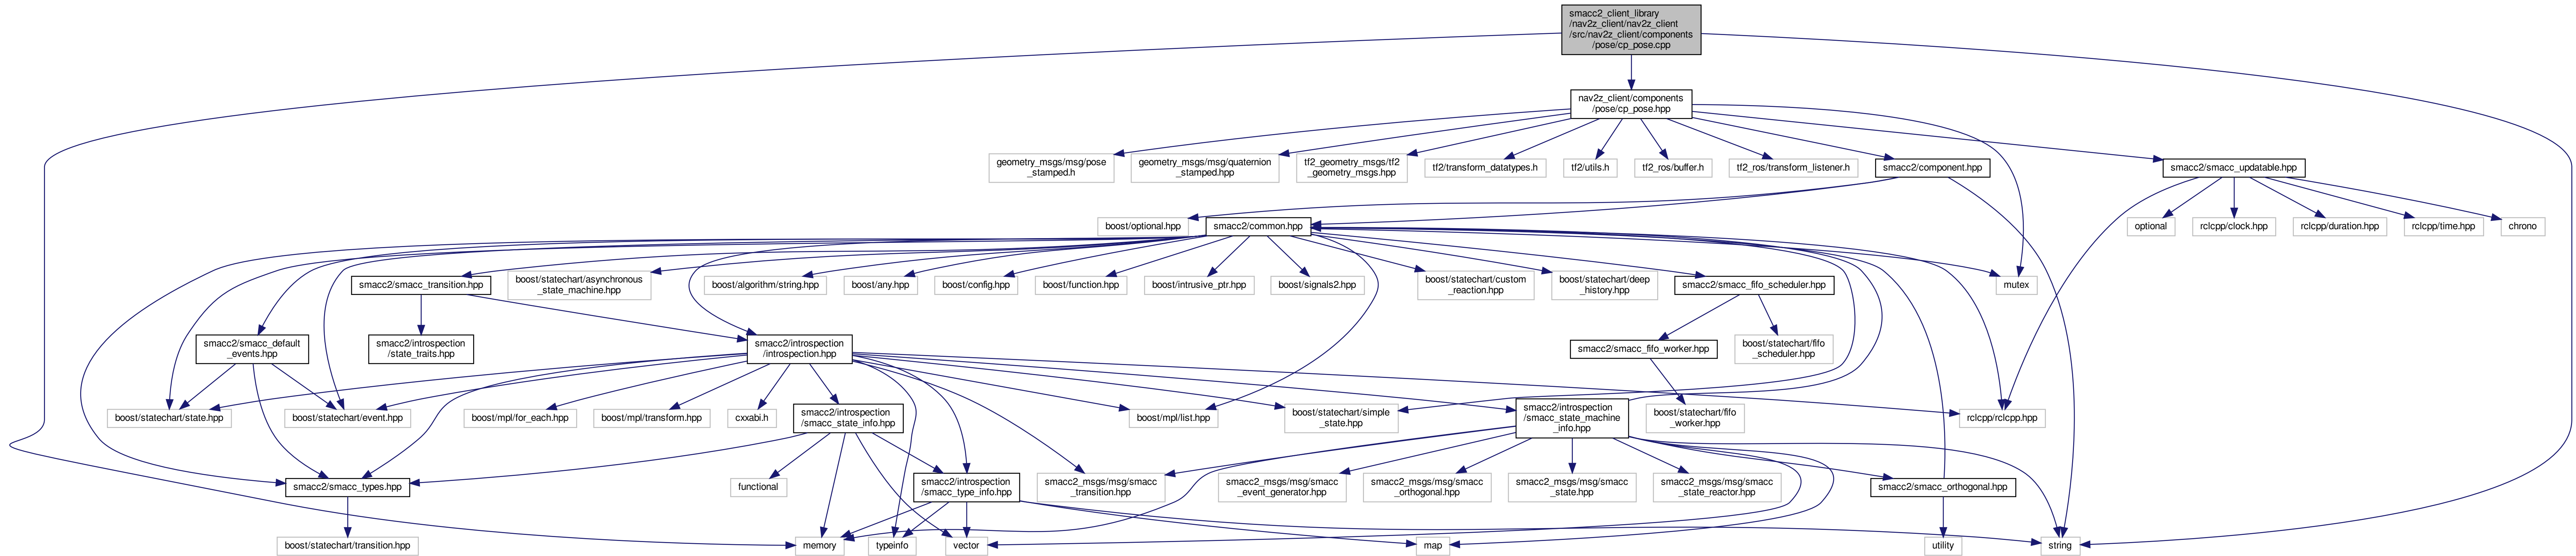 smacc2_client_library
/nav2z_client/nav2z_client
/src/nav2z_client/components
/pose/cp_pose.cpp
nav2z_client/components
/pose/cp_pose.hpp
geometry_msgs/msg/pose
_stamped.h
geometry_msgs/msg/quaternion
_stamped.hpp
tf2_geometry_msgs/tf2
_geometry_msgs.hpp
tf2/transform_datatypes.h
tf2/utils.h
tf2_ros/buffer.h
tf2_ros/transform_listener.h
smacc2/component.hpp
smacc2/smacc_updatable.hpp
boost/optional.hpp
smacc2/common.hpp
optional
rclcpp/clock.hpp
rclcpp/duration.hpp
rclcpp/time.hpp
chrono
smacc2/smacc_transition.hpp
boost/statechart/asynchronous
_state_machine.hpp
boost/algorithm/string.hpp
boost/any.hpp
boost/config.hpp
boost/function.hpp
boost/intrusive_ptr.hpp
boost/signals2.hpp
boost/statechart/custom
_reaction.hpp
boost/statechart/deep
_history.hpp
smacc2/smacc_fifo_scheduler.hpp
mutex
smacc2/smacc_default
_events.hpp
smacc2/introspection
/state_traits.hpp
smacc2/introspection
/introspection.hpp
smacc2/smacc_fifo_worker.hpp
boost/statechart/fifo
_scheduler.hpp
boost/statechart/state.hpp
boost/statechart/event.hpp
boost/mpl/for_each.hpp
boost/mpl/transform.hpp
cxxabi.h
smacc2/introspection
/smacc_state_info.hpp
boost/mpl/list.hpp
boost/statechart/simple
_state.hpp
smacc2/introspection
/smacc_state_machine
_info.hpp
boost/statechart/fifo
_worker.hpp
rclcpp/rclcpp.hpp
smacc2/smacc_types.hpp
functional
smacc2/introspection
/smacc_type_info.hpp
smacc2_msgs/msg/smacc
_transition.hpp
smacc2_msgs/msg/smacc
_event_generator.hpp
smacc2_msgs/msg/smacc
_orthogonal.hpp
smacc2_msgs/msg/smacc
_state.hpp
smacc2_msgs/msg/smacc
_state_reactor.hpp
smacc2/smacc_orthogonal.hpp
boost/statechart/transition.hpp
memory
typeinfo
vector
map
utility
string